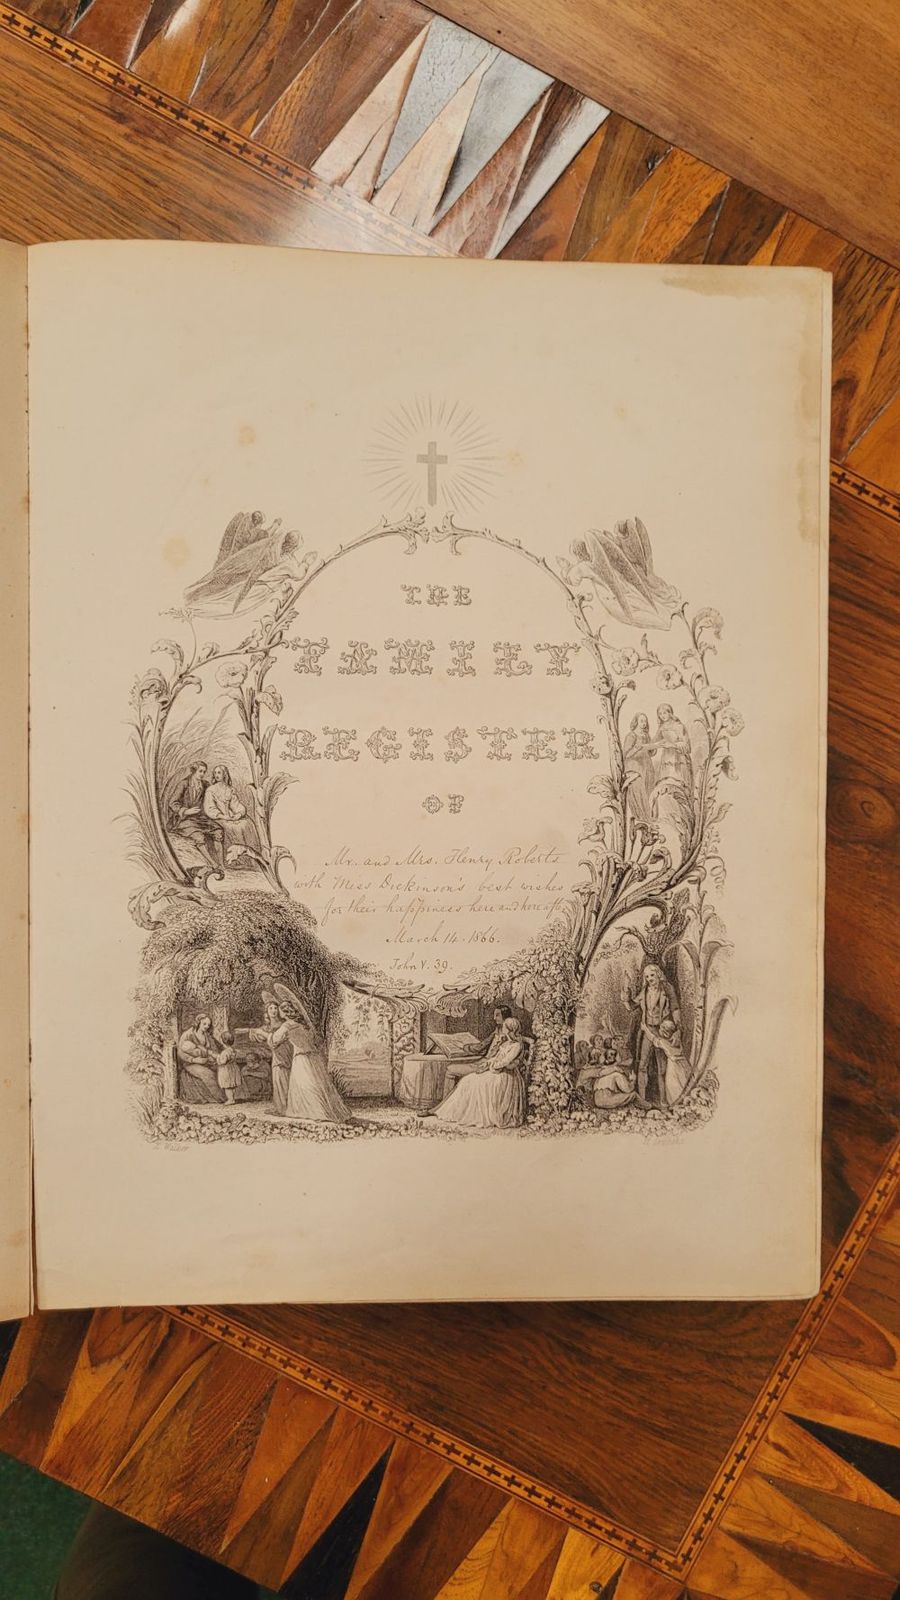 THE
FAMILY
REGISTER
OF
Mr. and Mrs. Henry Roberts
with Miss Dickinson's best wishes
for their happiness here and hereaft
March 14. 1866.
John V. 39.